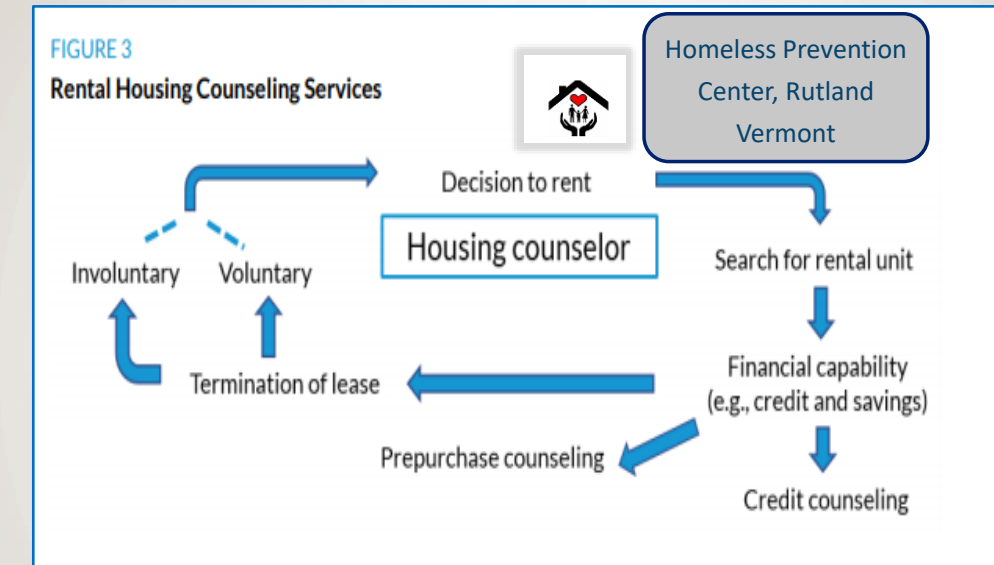 FIGURE 3
Rental Housing Counseling Services
Homeless Prevention
Center, Rutland
Vermont
Decision to rent
Housing counselor
Search for rental unit
Involuntary
Voluntary
Financial capability
(e.g., credit and savings)
Termination of lease
Prepurchase counseling
Credit counseling